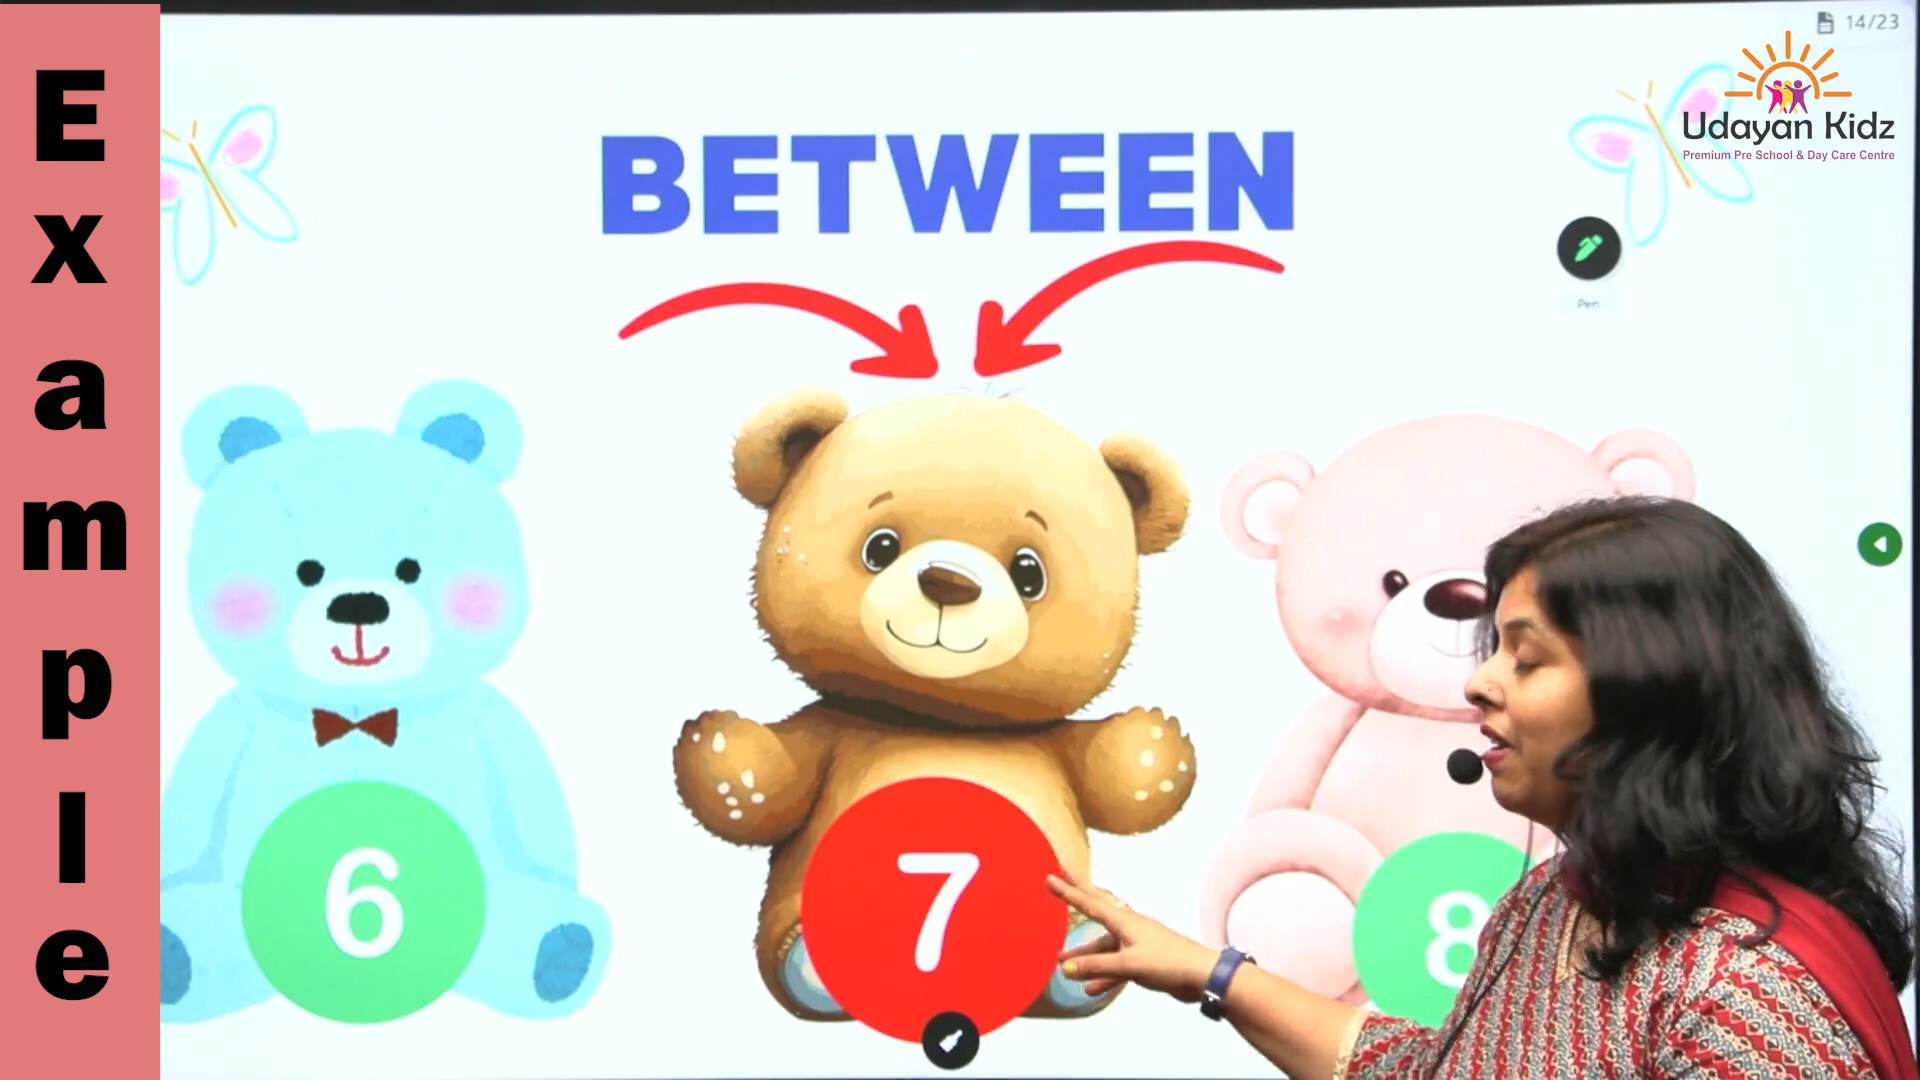 Example
14/23
Udayan Kidz
Premium Pre School & Day Care Centre
BETWEEN
Pen
6
7
8